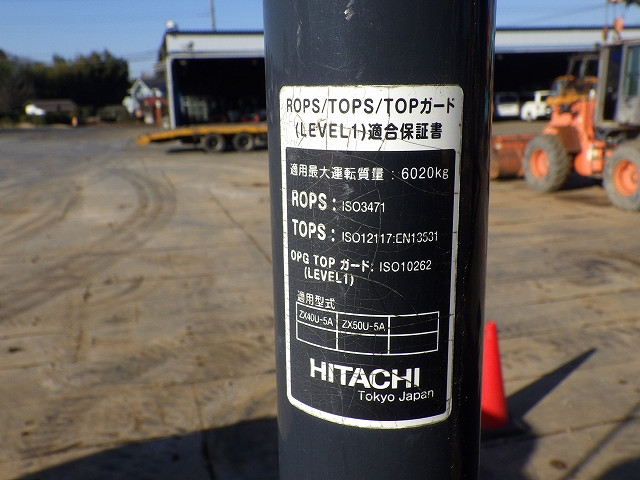 ROPS/TOPS/TOPガード
(LEVEL1)適合保証書
適用最大運転質量:6020kg
ROPS:ISO3471
TOPS:ISO12117:EN13531
OPG TOP ガード:ISO10262
(LEVEL1)
適用型式
ZX40U-5A ZX50U-5A
HITACHI
Tokyo Japan